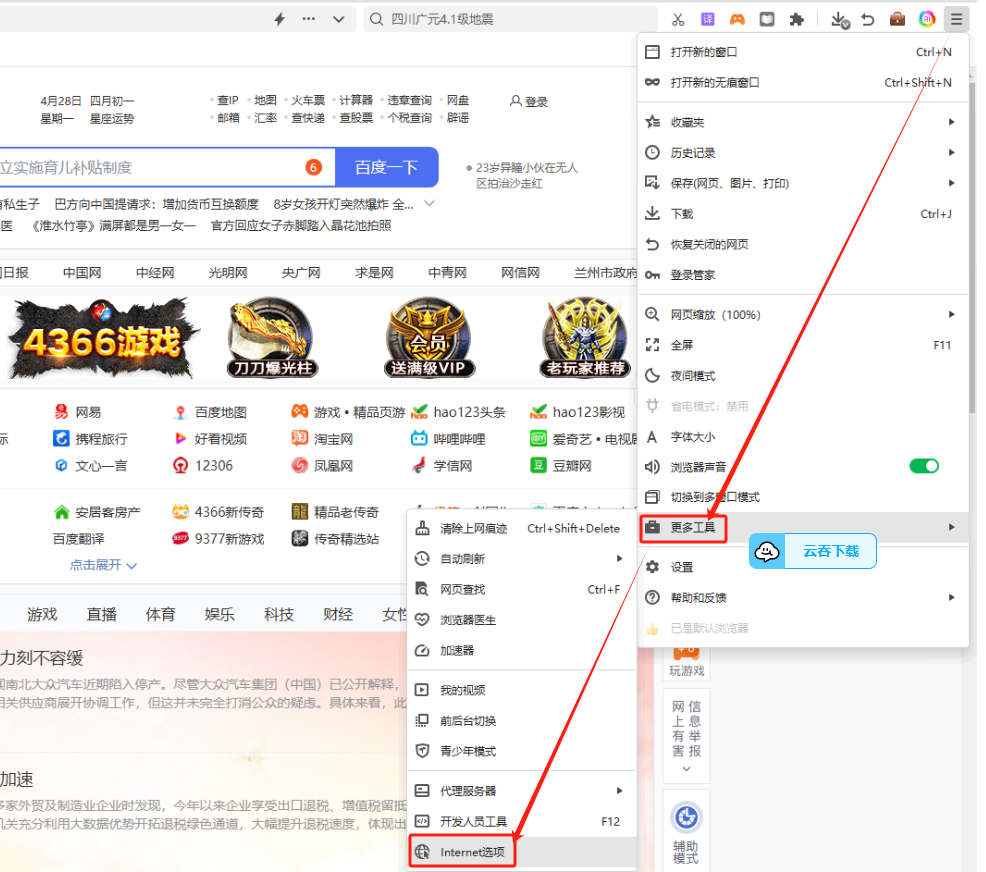 四川广元4.1级地震
译
AI
4月28日 四月初一
星期一 星座运势
查IP 地图 火车票 计算器 违章查询 网盘
邮箱 汇率 查快递 查股票 个税查询 辟谣
登录
立实施育儿补贴制度
6
百度一下
23岁异瞳小伙在无人
区拍治沙走红
私生子 巴方向中国提请求：增加货币互换额度 8岁女孩开灯突然爆炸 全...
医 《淮水竹亭》满屏都是男一女一 官方回应女子赤脚踏入晶花池拍照
日报 中国网 中经网 光明网 央广网 求是网 中青网 网信网 兰州市政府
4366游戏
刀刀爆光柱
会员
送满级VIP
老玩家推荐
网易 百度地图 游戏 • 精品页游 hao123头条 hao123影视
际 携程旅行 好看视频 淘宝网 哔哩哔哩 爱奇艺 • 电视剧
文心一言 12306 凤凰网 学信网 豆瓣网
安居客房产 4366新传奇 精品老传奇
百度翻译 9377新游戏 传奇精选站
点击展开
游戏 直播 体育 娱乐 科技 财经 女性
力刻不容缓
闻南北大众汽车近期陷入停产。尽管大众汽车集团（中国）已公开解释，
相关供应商展开协调工作，但这并未完全打消公众的疑虑。具体来看，此
加速
多家外贸及制造业企业时发现，今年以来企业享受出口退税、增值税留抵
机关充分利用大数据优势开拓退税绿色通道，大幅提升退税速度，体现出
打开新的窗口 Ctrl+N
打开新的无痕窗口 Ctrl+Shift+N
收藏夹
历史记录
保存(网页、图片、打印)
下载 Ctrl+J
恢复关闭的网页
登录管家
网页缩放（100%）
全屏 F11
夜间模式
省电模式：禁用
字体大小
浏览器声音
切换到多窗口模式
更多工具
云吞下载
设置
帮助和反馈
已是默认浏览器
清除上网痕迹 Ctrl+Shift+Delete
自动刷新
网页查找 Ctrl+F
浏览器医生
加速器
我的视频
前后台切换
青少年模式
代理服务器
开发人员工具 F12
Internet选项
玩游戏
网上有害
信息举报
辅助
模式